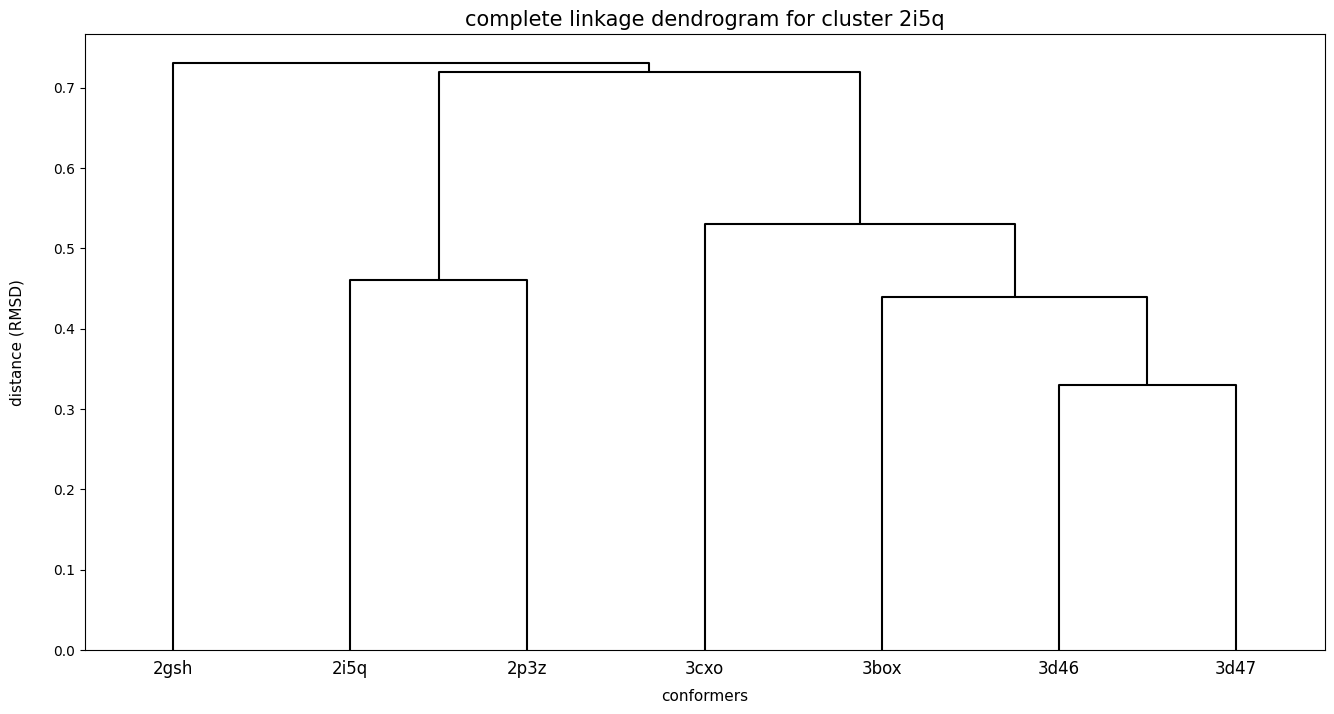 complete linkage dendrogram for cluster 2i5q
distance (RMSD)
0.7
0.6
0.5
0.4
0.3
0.2
0.1
0.0
2gsh 2i5q 2p3z 3cxo 3box 3d46 3d47
conformers